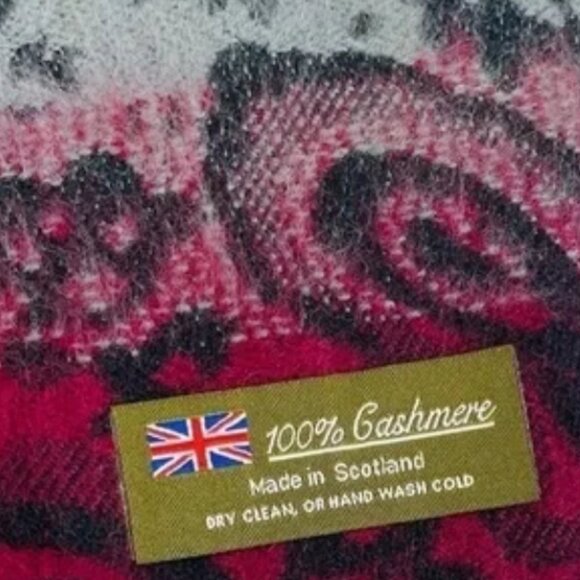 100% Cashmere
Made in Scotland
DRY CLEAN, OR HAND WASH COLD